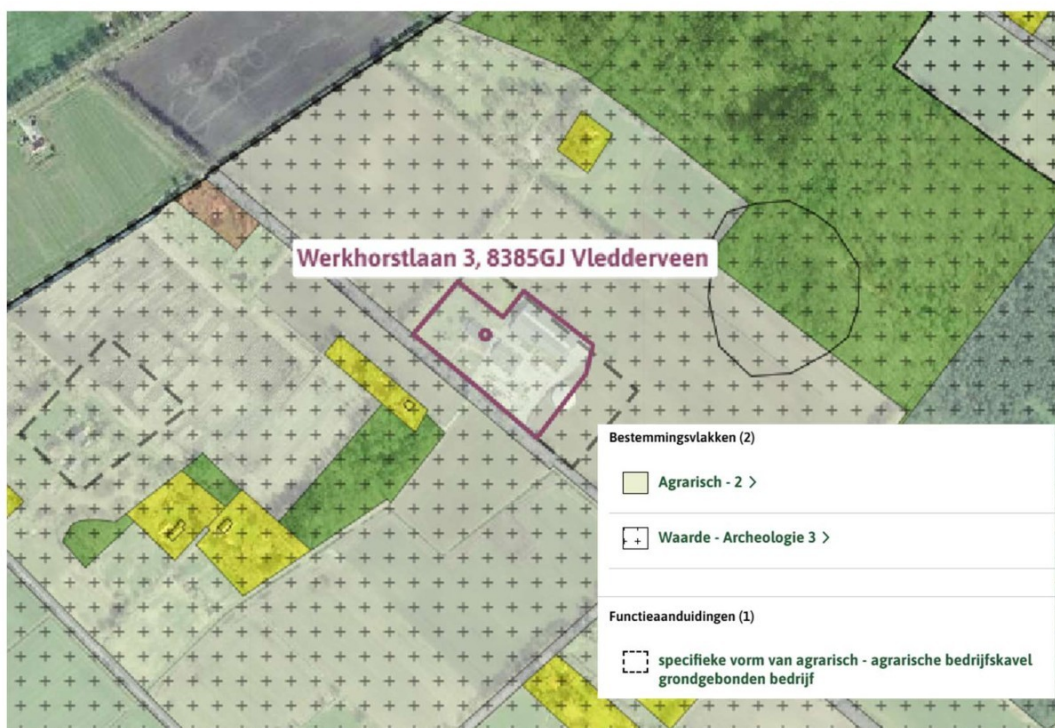 Werkhorstlaan 3, 8385GJ Vledderveen
Bestemmingsvlakken (2)
Agrarisch - 2 >
Waarde - Archeologie 3 >
Functieaanduidingen (1)
specifieke vorm van agrarisch - agrarische bedrijfskavel
grondgebonden bedrijf